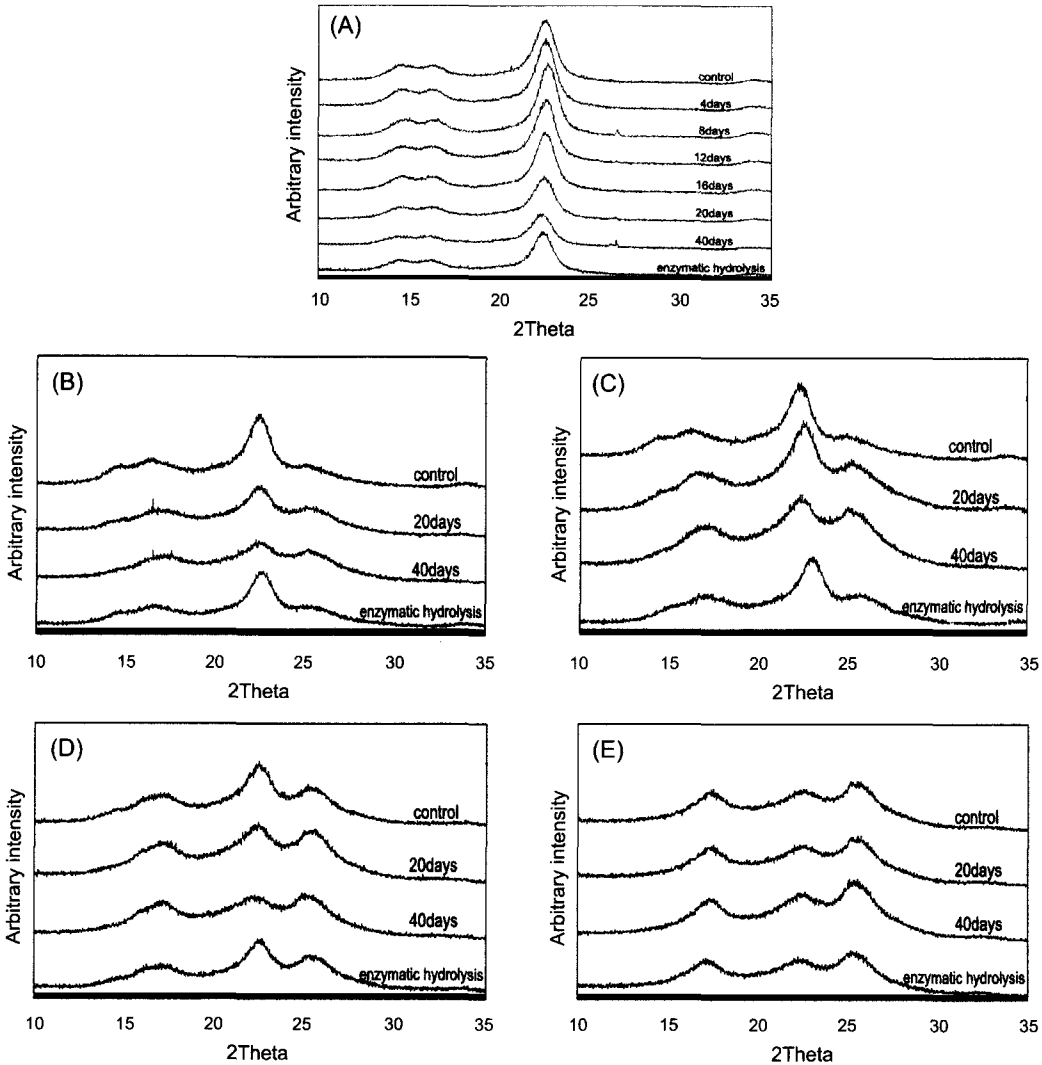 (A)
Arbitrary intensity
control
4days
8days
12days
16days
20days
40days
enzymatic hydrolysis
10 15 20 25 30 35
2Theta
(B)
Arbitrary intensity
control
20days
40days
enzymatic hydrolysis
10 15 20 25 30 35
2Theta
(C)
Arbitrary intensity
control
20days
40days
enzymatic hydrolysis
10 15 20 25 30 35
2Theta
(D)
Arbitrary intensity
control
20days
40days
enzymatic hydrolysis
10 15 20 25 30 35
2Theta
(E)
Arbitrary intensity
control
20days
40days
enzymatic hydrolysis
10 15 20 25 30 35
2Theta